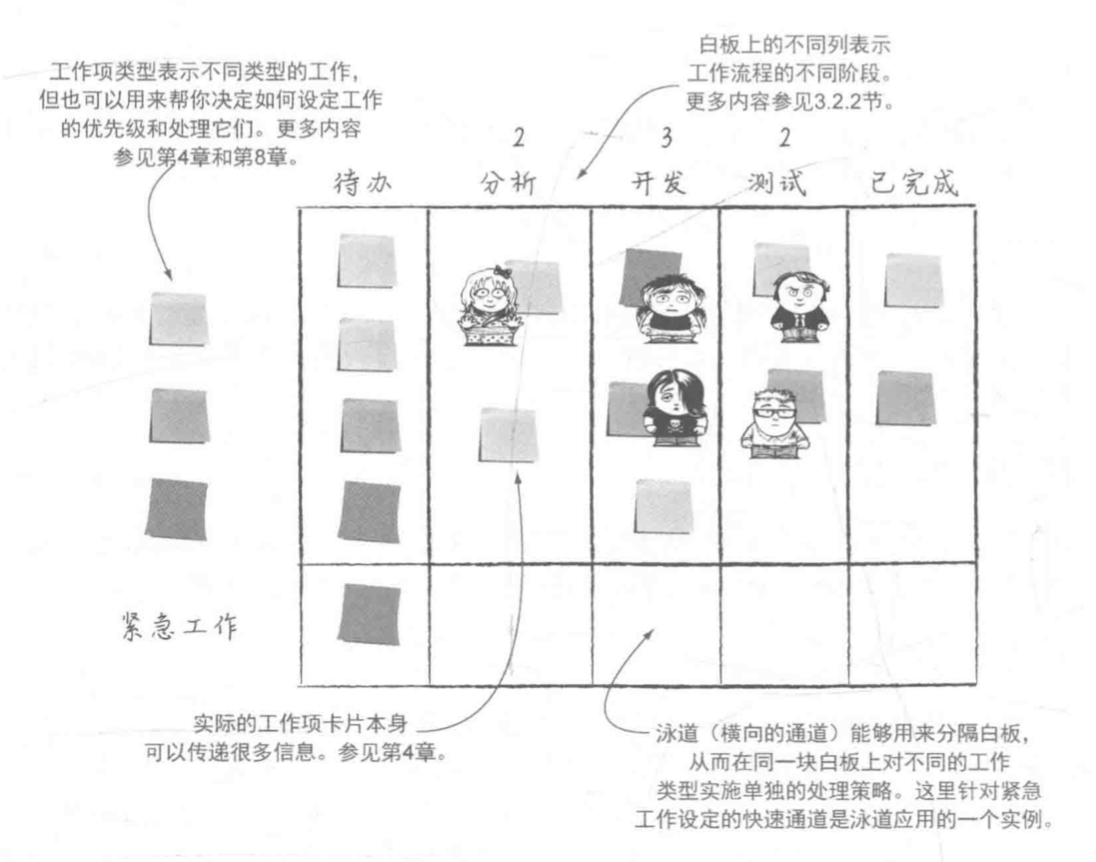 工作项类型表示不同类型的工作，
但也可以用来帮你决定如何设定工作
的优先级和处理它们。更多内容
参见第4章和第8章。
白板上的不同列表示
工作流程的不同阶段。
更多内容参见3.2.2节。
2 3 2
待办 分析 开发 测试 已完成
紧急工作
实际的工作项卡片本身
可以传递很多信息。参见第4章。
泳道（横向的通道）能够用来分隔白板，
从而在同一块白板上对不同的工作
类型实施单独的处理策略。这里针对紧急
工作设定的快速通道是泳道应用的一个实例。